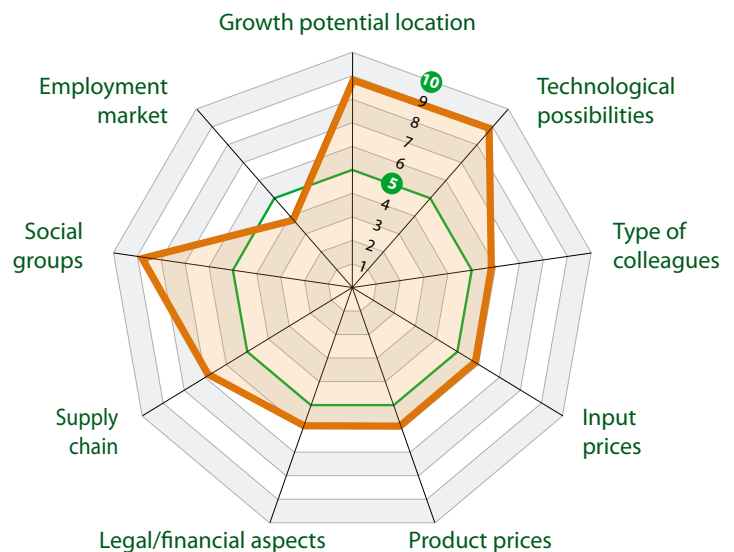 Growth potential location
Employment
market
Technological
possibilities
10
9
8
7
6
5
4
3
2
1
Social
groups
Type of
colleagues
Supply
chain
Input
prices
Legal/financial aspects
Product prices